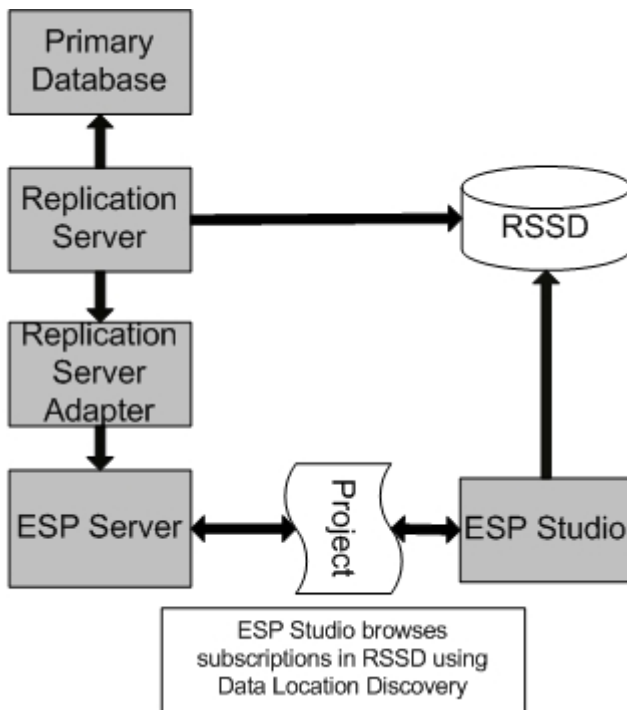 Primary
Database
Replication
Server
RSSD
Replication
Server
Adapter
ESP Server
Project
ESP Studio
ESP Studio browses
subscriptions in RSSD using
Data Location Discovery